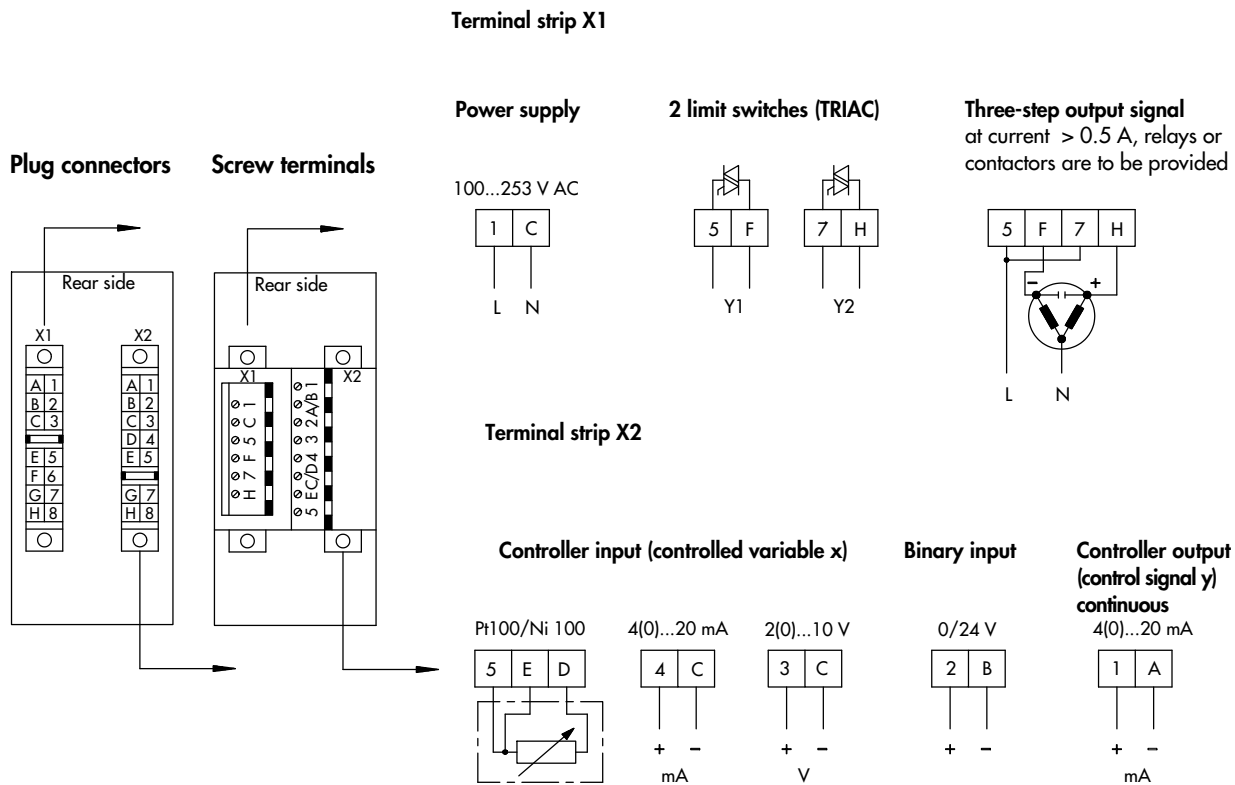 Terminal strip X1
Power supply
2 limit switches (TRIAC)
Three-step output signal
at current > 0.5 A, relays or
contactors are to be provided
Plug connectors
Screw terminals
100...253 V AC
1 C
5 F
7 H
5 F 7 H
L N
Y1
Y2
− +
L N
Rear side
X1 X2
A 1
B 2
C 3
E 5
F 6
G 7
H 8
A 1
B 2
C 3
D 4
E 5
G 7
H 8
Rear side
X1 X2
H 7 F 5 C 1
5 EC/D4 3 2A/B 1
Terminal strip X2
Controller input (controlled variable x)
Binary input
Controller output
(control signal y)
continuous
Pt100/Ni 100
4(0)...20 mA
2(0)...10 V
0/24 V
4(0)...20 mA
5 E D
4 C
3 C
2 B
1 A
+ −
mA
+ −
V
+ −
+ −
mA